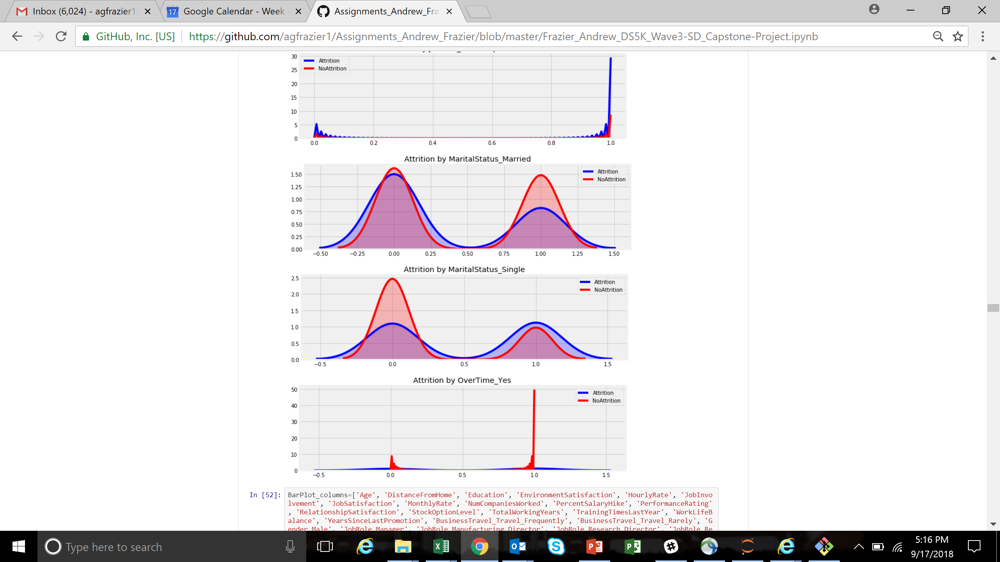 Inbox (6,024) - agfrazier1
Google Calendar - Week
Assignments_Andrew_Fra
GitHub, Inc. [US]
https://github.com/agfrazier1/Assignments_Andrew_Frazier/blob/master/Frazier_Andrew_DS5K_Wave3-SD_Capstone-Project.ipynb
30
25
20
15
10
5
0
Attrition
NoAttrition
0.0 0.2 0.4 0.6 0.8 1.0
Attrition by MaritalStatus_Married
1.50
1.25
1.00
0.75
0.50
0.25
0.00
Attrition
NoAttrition
−0.50 −0.25 0.00 0.25 0.50 0.75 1.00 1.25 1.50
Attrition by MaritalStatus_Single
2.5
2.0
1.5
1.0
0.5
0.0
Attrition
NoAttrition
−0.5 0.0 0.5 1.0 1.5
Attrition by OverTime_Yes
50
40
30
20
10
0
Attrition
NoAttrition
−0.5 0.0 0.5 1.0 1.5
In [52]: BarPlot_columns=['Age', 'DistanceFromHome', 'Education', 'EnvironmentSatisfaction', 'HourlyRate', 'JobInvo
lvement', 'JobSatisfaction', 'MonthlyRate', 'NumCompaniesWorked', 'PercentSalaryHike', 'PerformanceRating'
, 'RelationshipSatisfaction', 'StockOptionLevel', 'TotalWorkingYears', 'TrainingTimesLastYear', 'WorkLifeB
alance', 'YearsSinceLastPromotion', 'BusinessTravel_Travel_Frequently', 'BusinessTravel_Travel_Rarely', 'G
ender_Male', 'JobRole_Manager', 'JobRole_Manufacturing_Director', 'JobRole_Research_Director', 'JobRole_Re
Type here to search
5:16 PM
9/17/2018